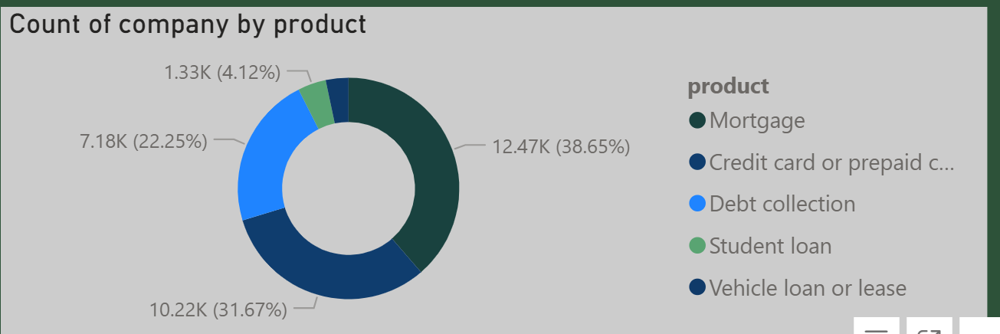 Count of company by product
1.33K (4.12%)
7.18K (22.25%)
12.47K (38.65%)
10.22K (31.67%)
product
Mortgage
Credit card or prepaid c...
Debt collection
Student loan
Vehicle loan or lease